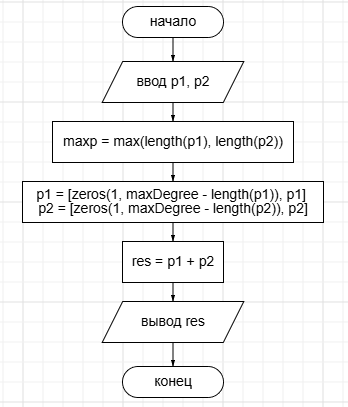 начало
ввод p1, p2
maxp = max(length(p1), length(p2))
p1 = [zeros(1, maxDegree - length(p1)), p1]
p2 = [zeros(1, maxDegree - length(p2)), p2]
res = p1 + p2
вывод res
конец